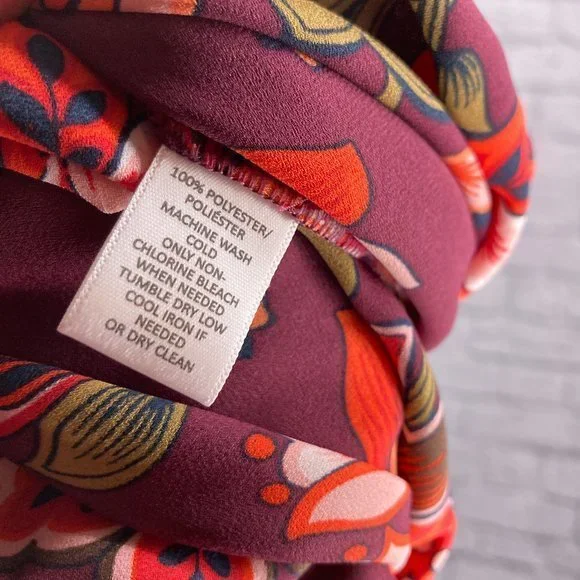 100% POLYESTER/
POLIÉSTER
MACHINE WASH
COLD
ONLY NON-
CHLORINE BLEACH
WHEN NEEDED
TUMBLE DRY LOW
COOL IRON IF
NEEDED
OR DRY CLEAN